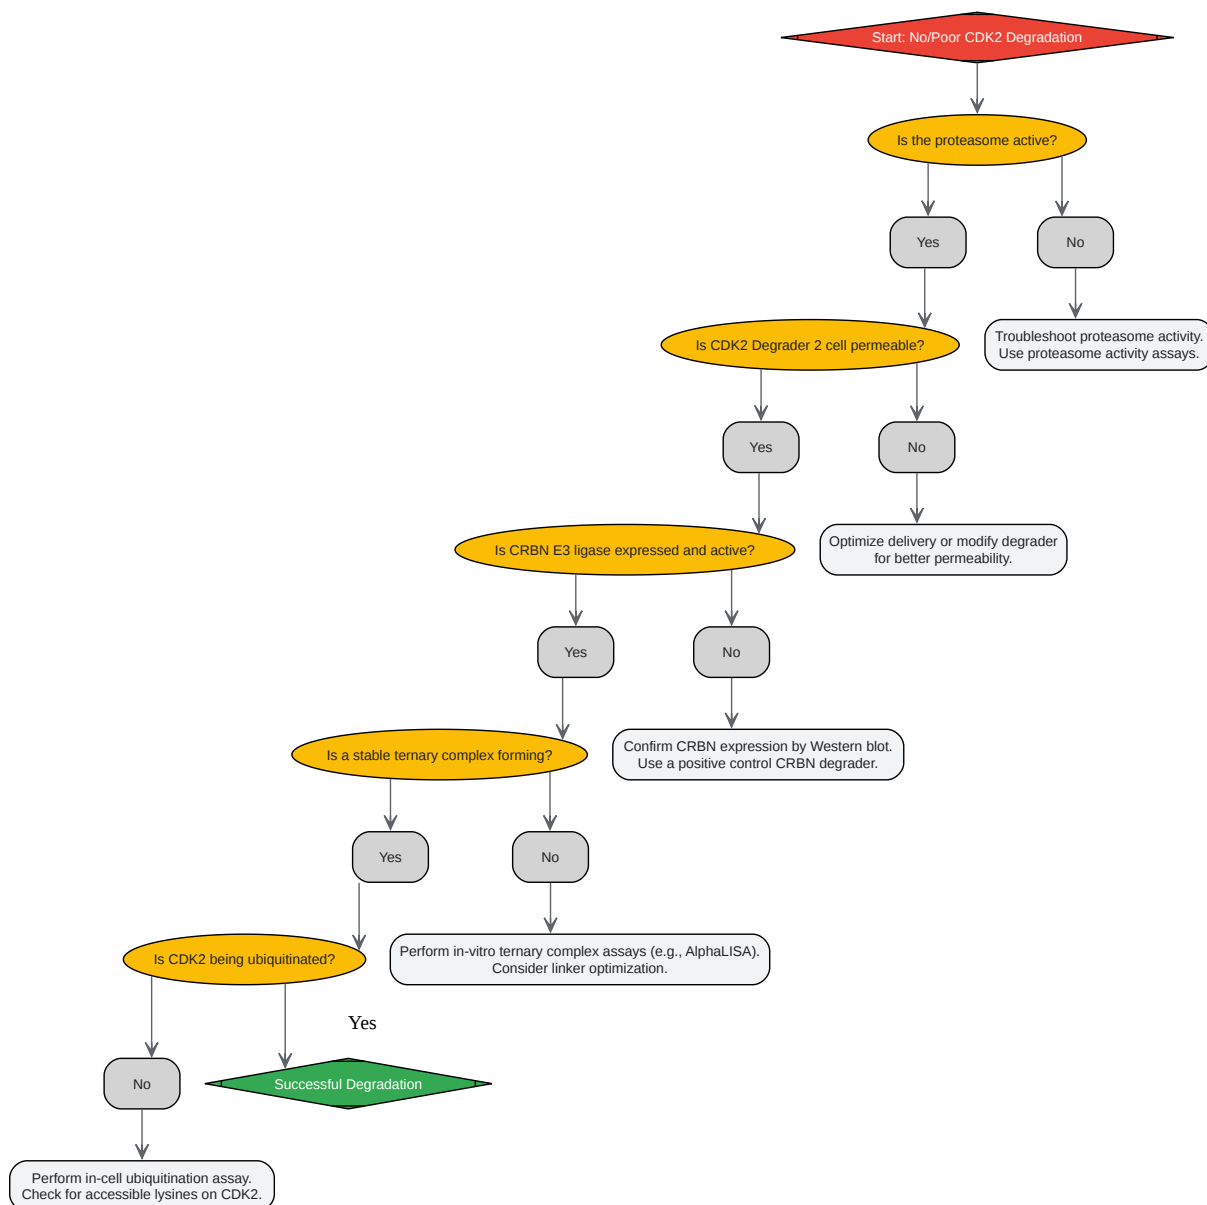 Start: No/Poor CDK2 Degradation
Is the proteasome active?
Yes
No
Is CDK2 Degrader 2 cell permeable?
Troubleshoot proteasome activity.
Use proteasome activity assays.
Yes
No
Is CRBN E3 ligase expressed and active?
Optimize delivery or modify degrader
for better permeability.
Yes
No
Is a stable ternary complex forming?
Confirm CRBN expression by Western blot.
Use a positive control CRBN degrader.
Yes
No
Is CDK2 being ubiquitinated?
Perform in-vitro ternary complex assays (e.g., AlphaLISA).
Consider linker optimization.
Yes
No
Successful Degradation
Perform in-cell ubiquitination assay.
Check for accessible lysines on CDK2.